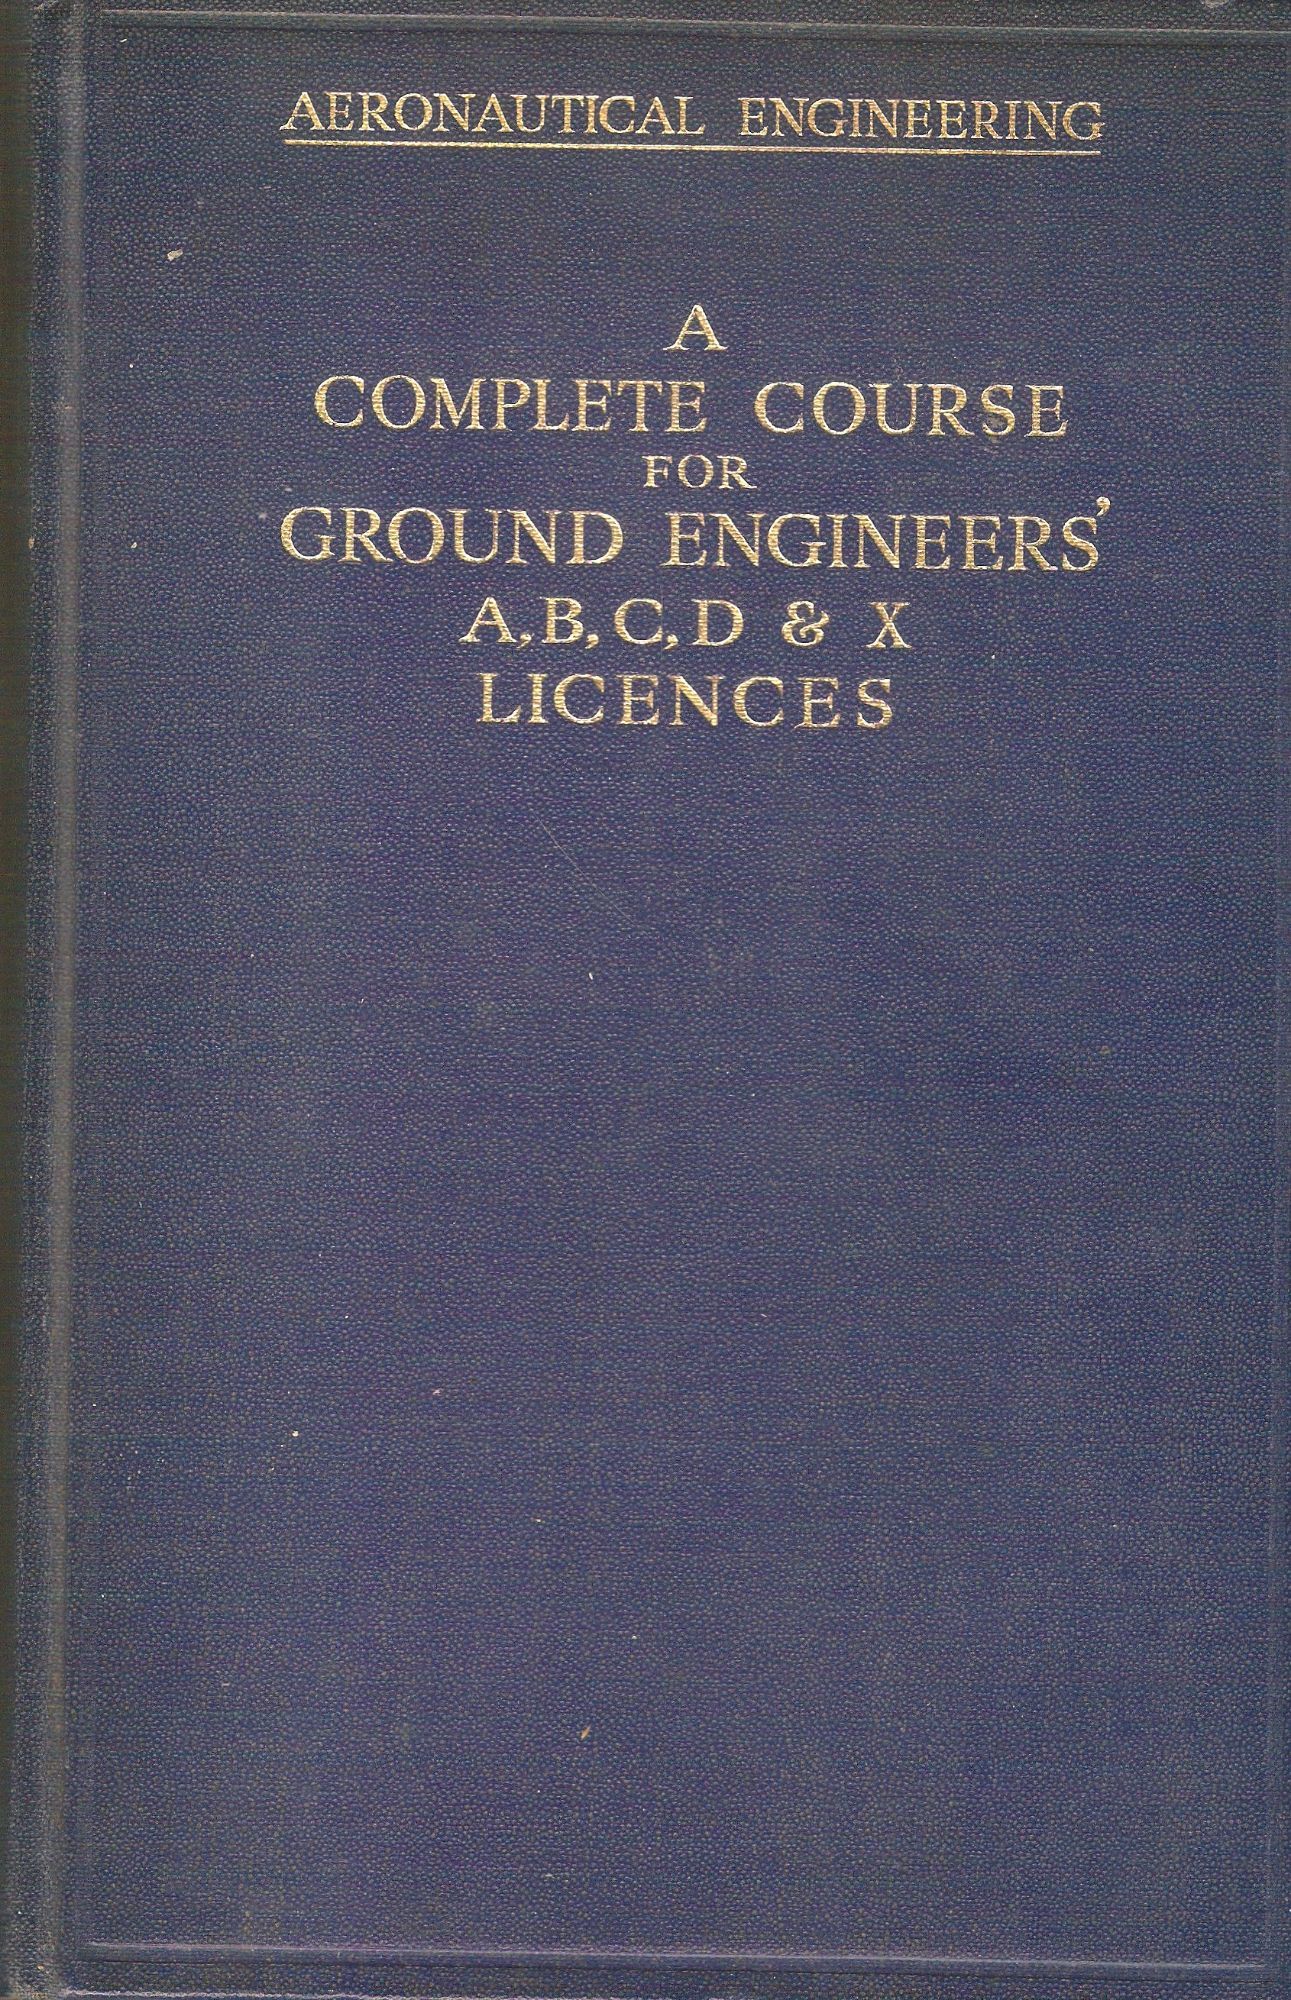 AERONAUTICAL ENGINEERING
A
COMPLETE COURSE
FOR
GROUND ENGINEERS'
A, B, C, D & X
LICENCES